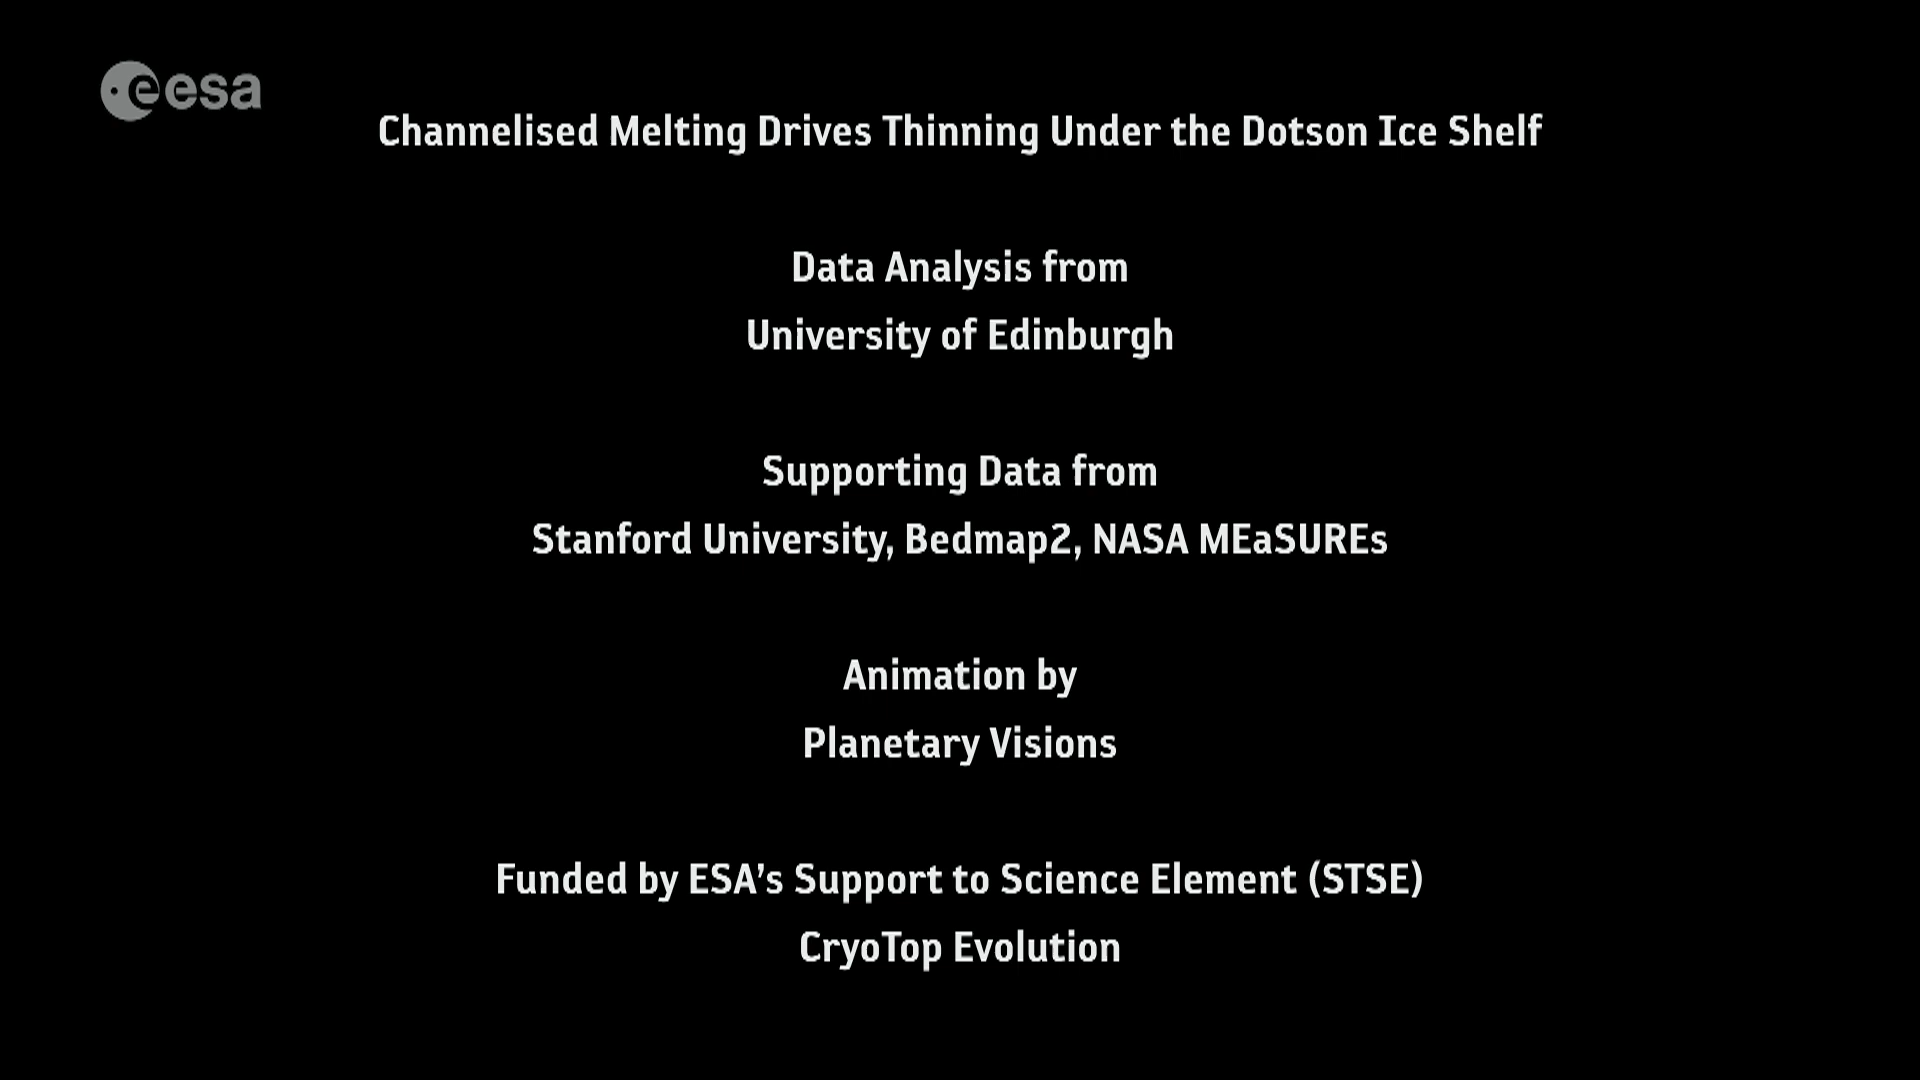 esa
Channelised Melting Drives Thinning Under the Dotson Ice Shelf
Data Analysis from
University of Edinburgh
Supporting Data from
Stanford University, Bedmap2, NASA MEaSUREs
Animation by
Planetary Visions
Funded by ESA’s Support to Science Element (STSE)
CryoTop Evolution